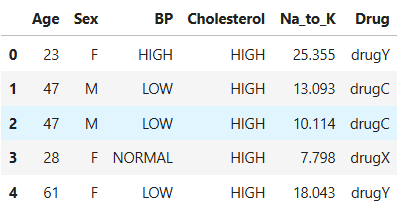 Age Sex BP Cholesterol Na_to_K Drug
0 23 F HIGH HIGH 25.355 drugY
1 47 M LOW HIGH 13.093 drugC
2 47 M LOW HIGH 10.114 drugC
3 28 F NORMAL HIGH 7.798 drugX
4 61 F LOW HIGH 18.043 drugY